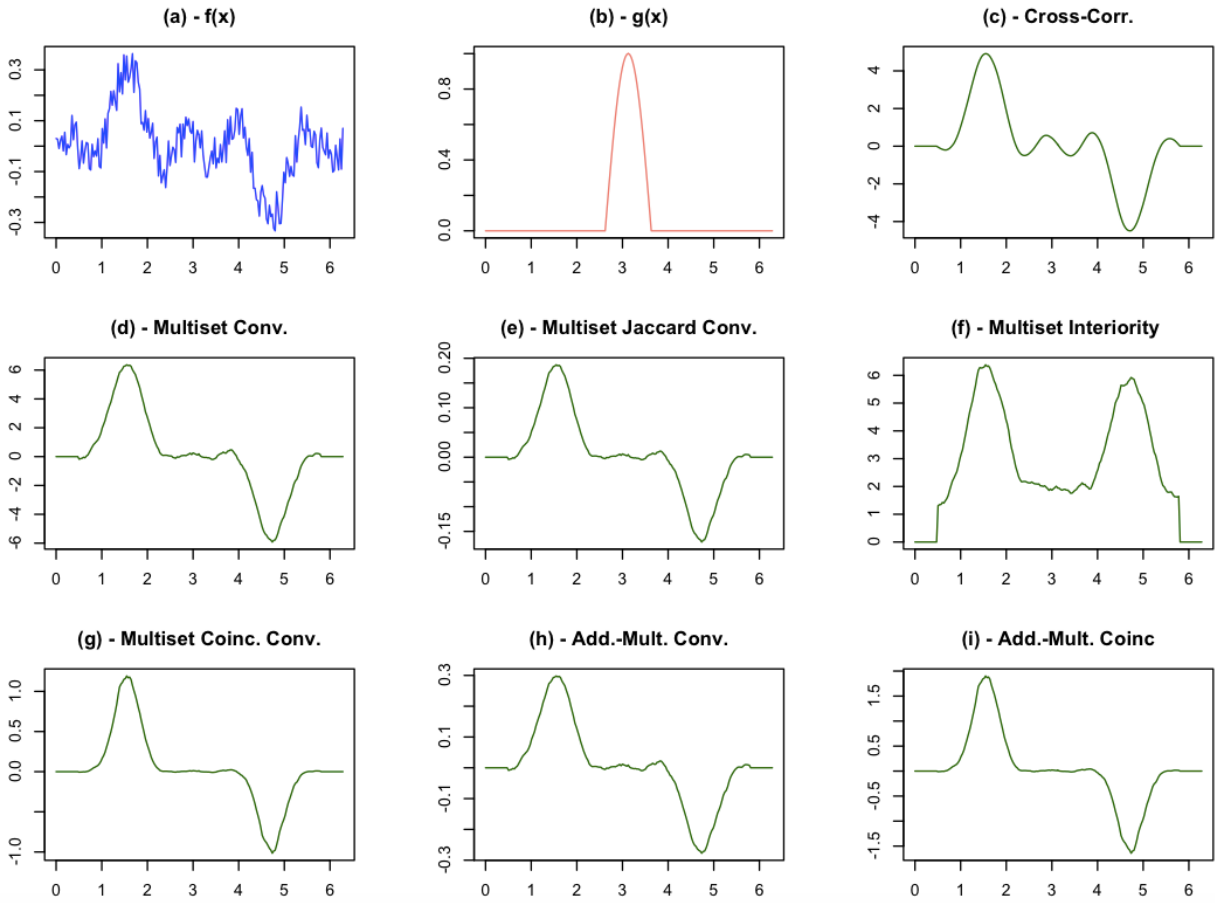 (a) - f(x)
(b) - g(x)
(c) - Cross-Corr.
0.3
0.1
-0.1
-0.3
0 1 2 3 4 5 6
0.8
0.4
0.0
0 1 2 3 4 5 6
4
2
0
-2
-4
0 1 2 3 4 5 6
(d) - Multiset Conv.
(e) - Multiset Jaccard Conv.
(f) - Multiset Interiority
6
4
2
0
-2
-4
-6
0 1 2 3 4 5 6
0.20
0.10
0.00
-0.15
0 1 2 3 4 5 6
6
5
4
3
2
1
0
0 1 2 3 4 5 6
(g) - Multiset Coinc. Conv.
(h) - Add.-Mult. Conv.
(i) - Add.-Mult. Coinc
1.0
0.5
0.0
-1.0
0 1 2 3 4 5 6
0.3
0.1
-0.1
-0.3
0 1 2 3 4 5 6
1.5
0.5
-0.5
-1.5
0 1 2 3 4 5 6